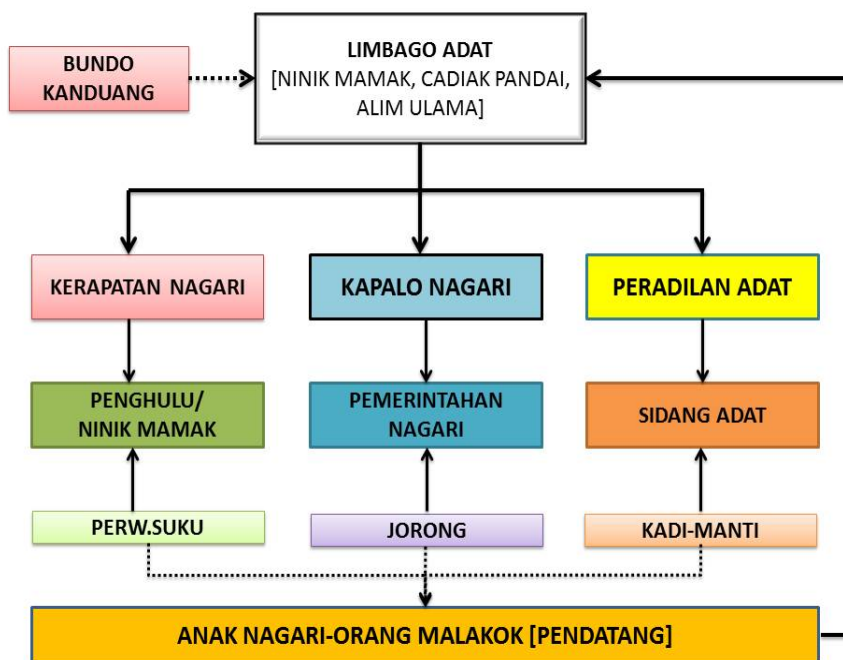 BUNDO
KANDUANG
LIMBAGO ADAT
[NINIK MAMAK, CADIAK PANDAI,
ALIM ULAMA]
KERAPATAN NAGARI
KAPALO NAGARI
PERADILAN ADAT
PENGHULU/
NINIK MAMAK
PEMERINTAHAN
NAGARI
SIDANG ADAT
PERW.SUKU
JORONG
KADI-MANTI
ANAK NAGARI-ORANG MALAKOK [PENDATANG]